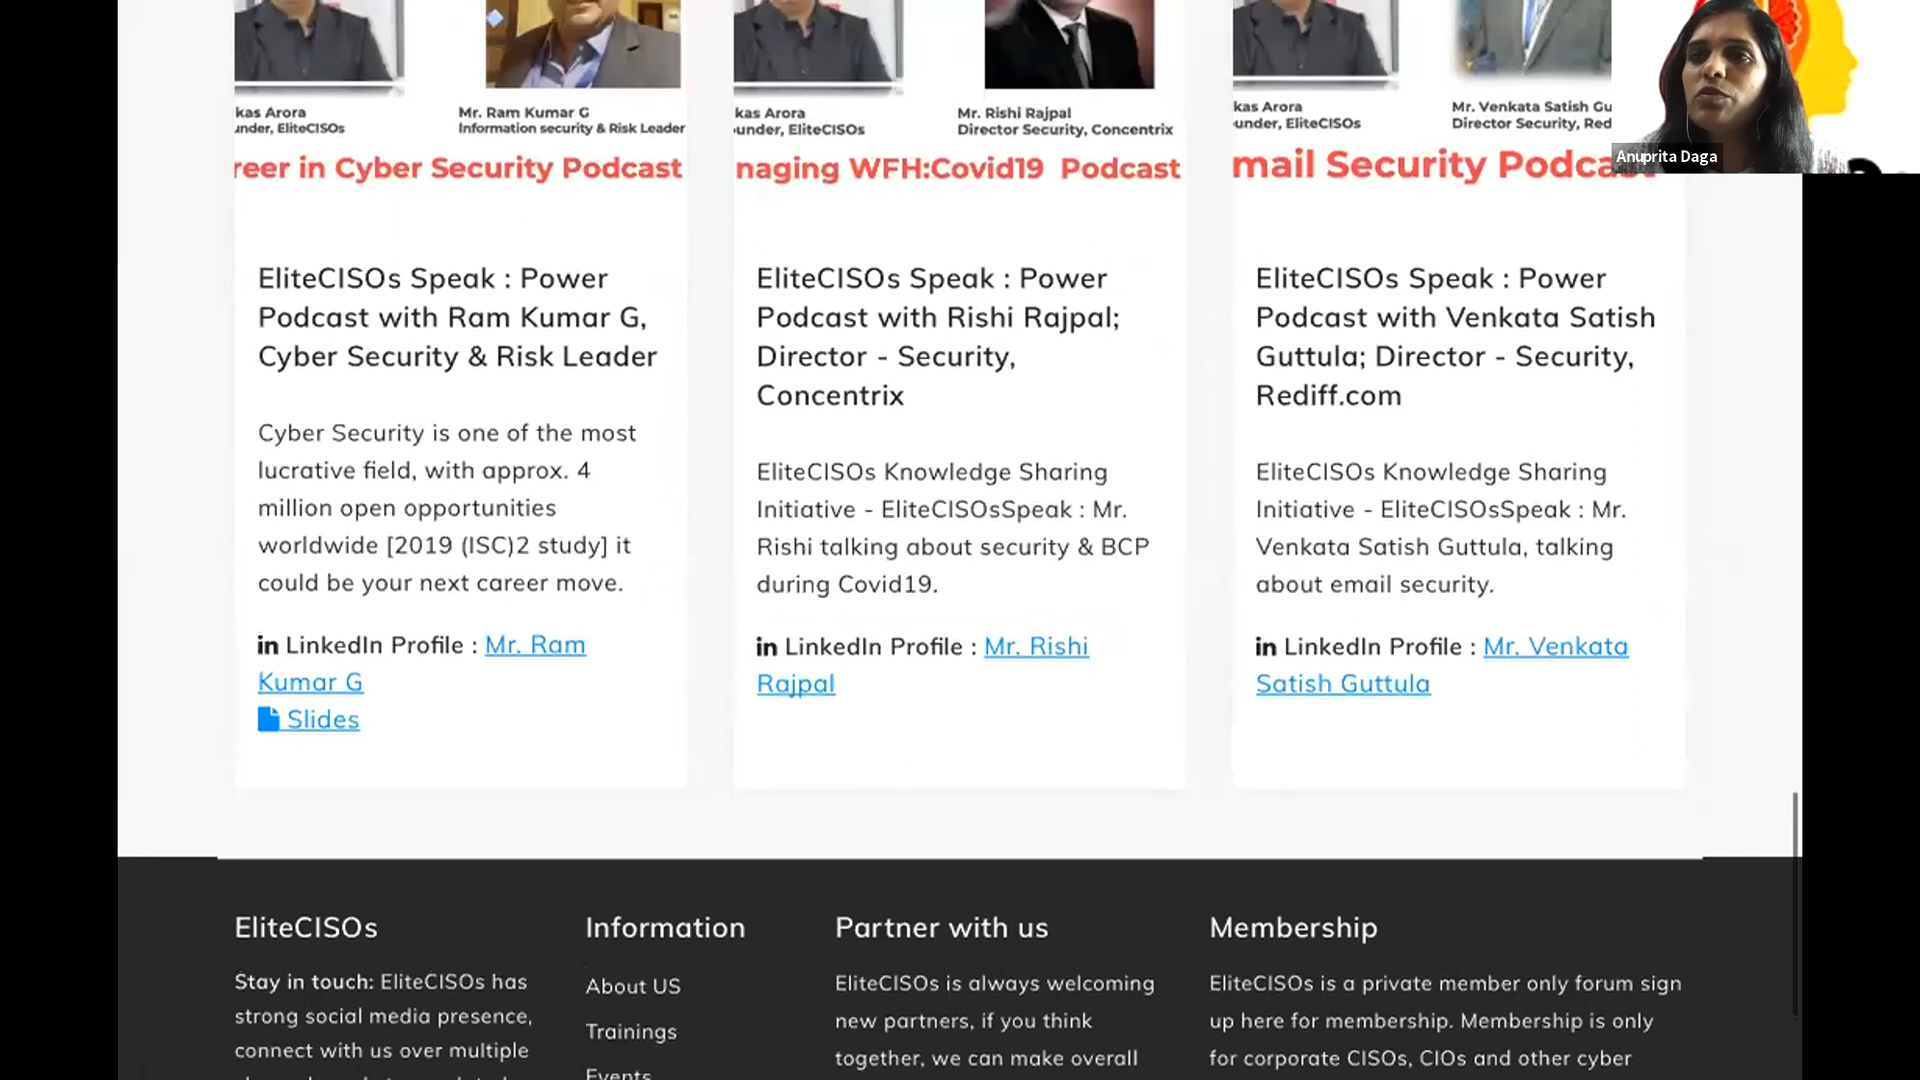 kas Arora
under, EliteCISOs
Mr. Ram Kumar G
Information security & Risk Leader
reer in Cyber Security Podcast
kas Arora
ounder, EliteCISOs
Mr. Rishi Rajpal
Director Security, Concentrix
naging WFH:Covid19 Podcast
kas Arora
ounder, EliteCISOs
Mr. Venkata Satish Gu
Director Security, Red
mail Security Podcast
Anuprita Daga
EliteCISOs Speak : Power
Podcast with Ram Kumar G,
Cyber Security & Risk Leader
Cyber Security is one of the most
lucrative field, with approx. 4
million open opportunities
worldwide [2019 (ISC)2 study] it
could be your next career move.
in LinkedIn Profile : Mr. Ram
Kumar G
Slides
EliteCISOs Speak : Power
Podcast with Rishi Rajpal;
Director - Security,
Concentrix
EliteCISOs Knowledge Sharing
Initiative - EliteCISOsSpeak : Mr.
Rishi talking about security & BCP
during Covid19.
in LinkedIn Profile : Mr. Rishi
Rajpal
EliteCISOs Speak : Power
Podcast with Venkata Satish
Guttula; Director - Security,
Rediff.com
EliteCISOs Knowledge Sharing
Initiative - EliteCISOsSpeak : Mr.
Venkata Satish Guttula, talking
about email security.
in LinkedIn Profile : Mr. Venkata
Satish Guttula
EliteCISOs
Stay in touch: EliteCISOs has
strong social media presence,
connect with us over multiple
Information
About US
Trainings
Events
Partner with us
EliteCISOs is always welcoming
new partners, if you think
together, we can make overall
Membership
EliteCISOs is a private member only forum sign
up here for membership. Membership is only
for corporate CISOs, CIOs and other cyber